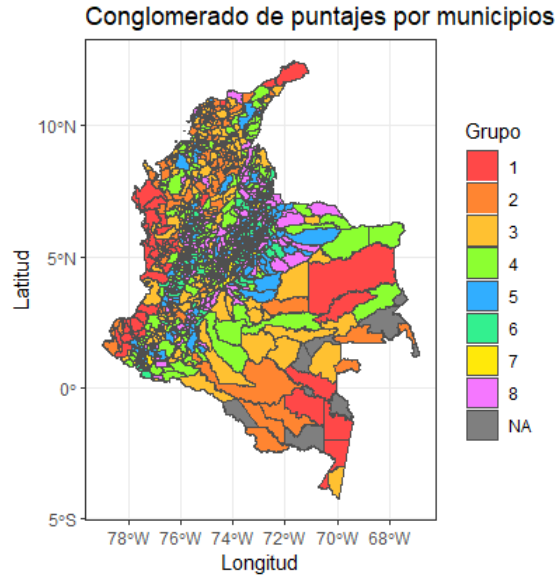 Conglomerado de puntajes por municipios
10°N
5°N
0°
5°S
Latitud
78°W 76°W 74°W 72°W 70°W 68°W
Longitud
Grupo
1
2
3
4
5
6
7
8
NA